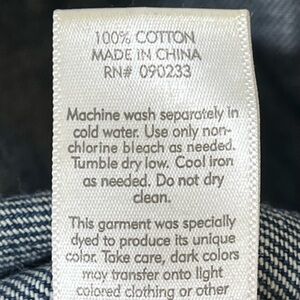 100% COTTON
MADE IN CHINA
RN# 090233
Machine wash separately in
cold water. Use only non-
chlorine bleach as needed.
Tumble dry low. Cool iron
as needed. Do not dry
clean.
This garment was specially
dyed to produce its unique
color. Take care, dark colors
may transfer onto light
colored clothing or other